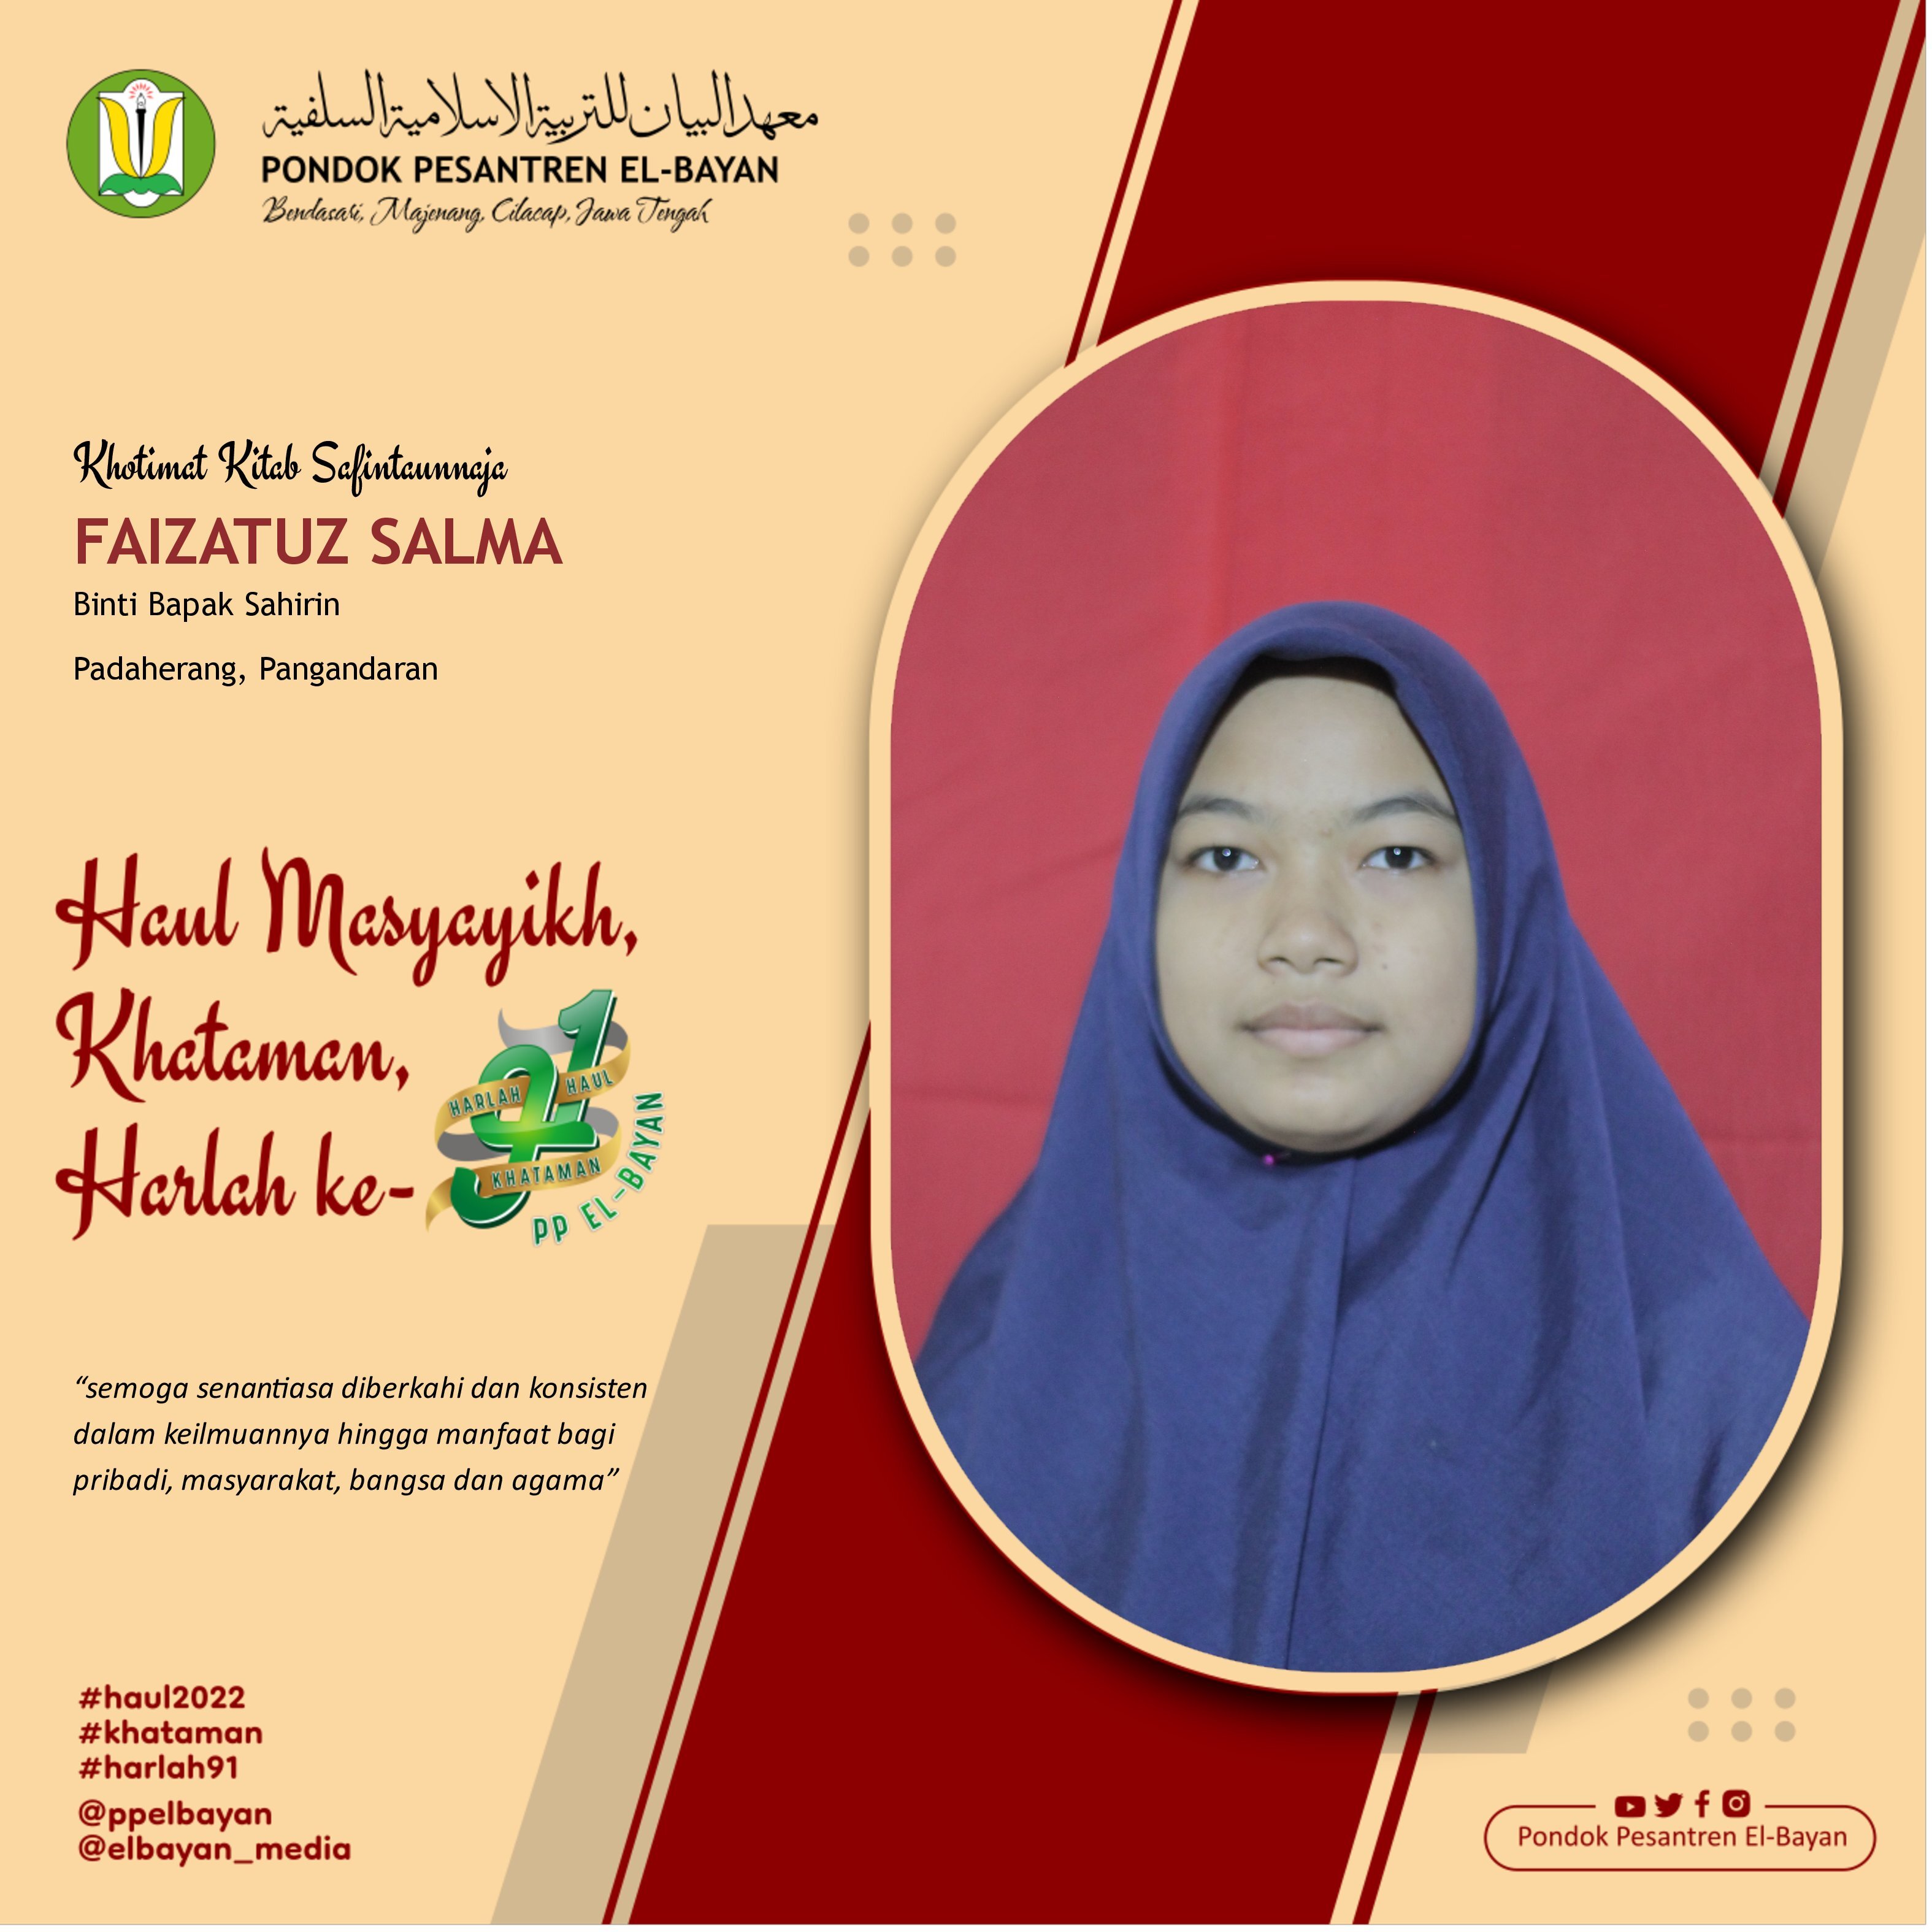 معهد البيان للتربية الاسلامية السلفية
PONDOK PESANTREN EL-BAYAN
Bendasari, Majenang, Cilacap, Jawa Tengah
Khotimat Kitab Safintaunnaja
FAIZATUZ SALMA
Binti Bapak Sahirin
Padaherang, Pangandaran
Haul Masyayikh,
Khataman,
Harlah ke-
91
HARLAH HAUL
KHATAMAN
PP EL-BAYAN
“semoga senantiasa diberkahi dan konsisten
dalam keilmuannya hingga manfaat bagi
pribadi, masyarakat, bangsa dan agama”
#haul2022
#khataman
#harlah91
@ppelbayan
@elbayan_media
Pondok Pesantren El-Bayan